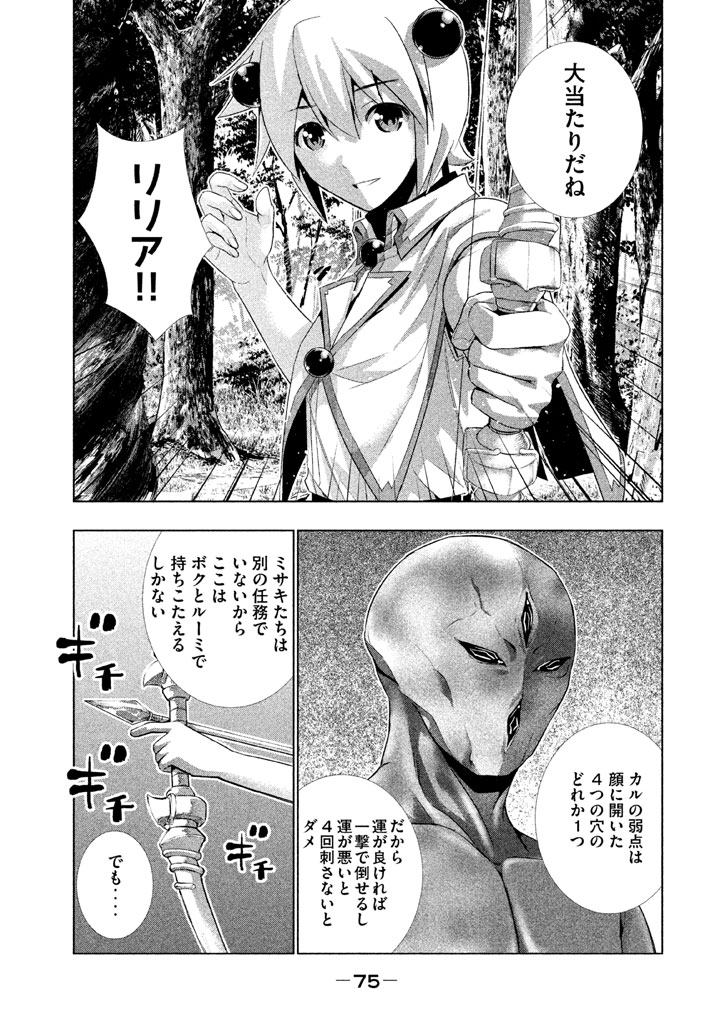 大当たりだね
リリア!!
カルの弱点は
顔に開いた
4つの穴の
どれか1つ
だから
運が良ければ
一撃で倒せるし
運が悪いと
4回刺さないと
ダメ
ミサキたちは
別の任務で
いないから
ここは
ボクとルーミで
持ちこたえる
しかない
ギチ
ギチ
ギチ
でも‥‥
—75—